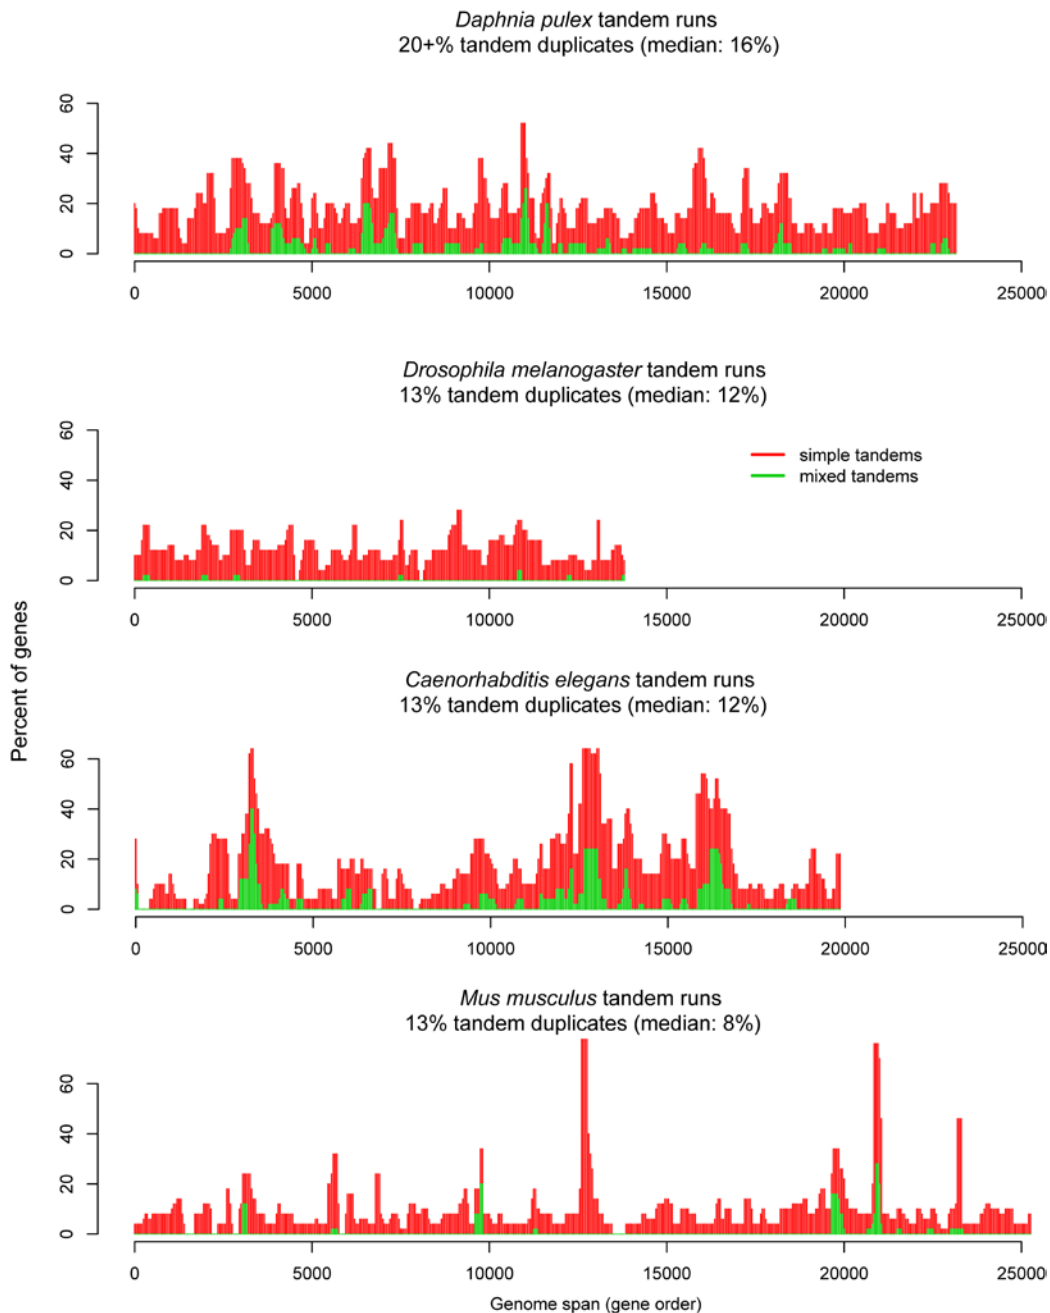 Daphnia pulex tandem runs
20+% tandem duplicates (median: 16%)
60
40
20
0
0 5000 10000 15000 20000 25000
Drosophila melanogaster tandem runs
13% tandem duplicates (median: 12%)
60
40
20
0
simple tandems
mixed tandems
0 5000 10000 15000 20000 25000
Percent of genes
Caenorhabditis elegans tandem runs
13% tandem duplicates (median: 12%)
60
40
20
0
0 5000 10000 15000 20000 25000
Mus musculus tandem runs
13% tandem duplicates (median: 8%)
60
40
20
0
0 5000 10000 15000 20000 25000
Genome span (gene order)